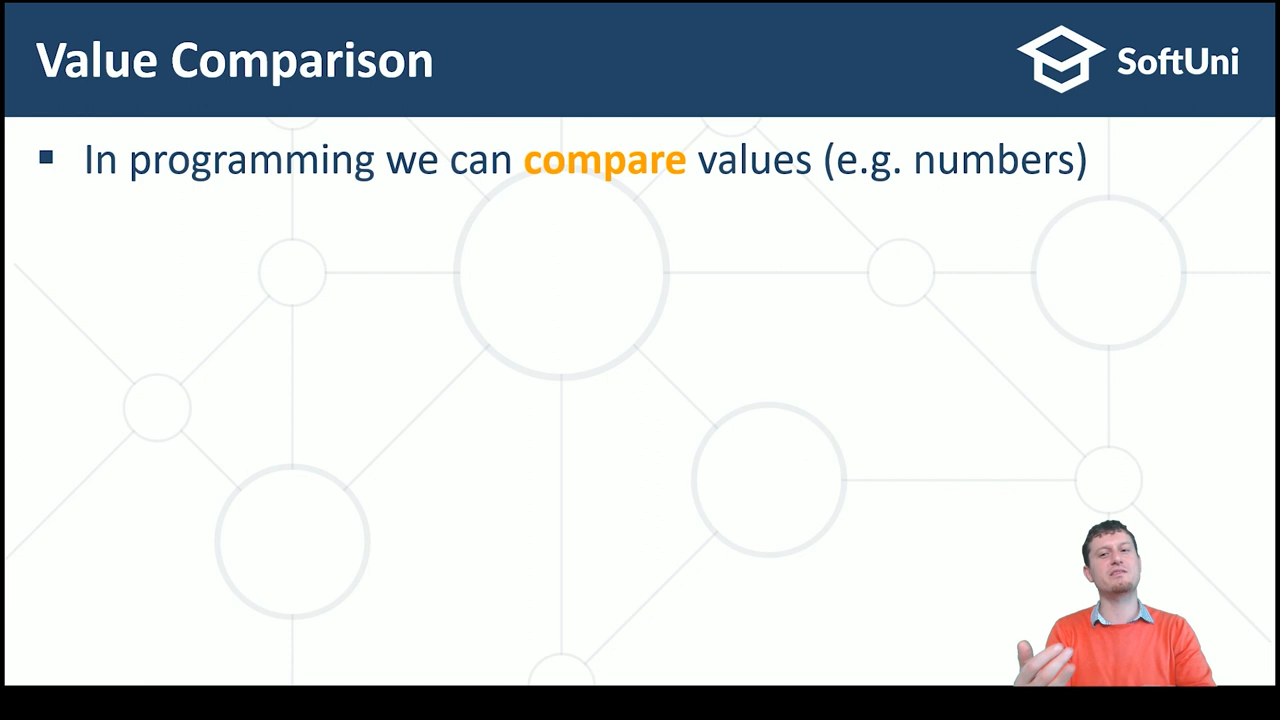 Value Comparison
SoftUni
In programming we can compare values (e.g. numbers)